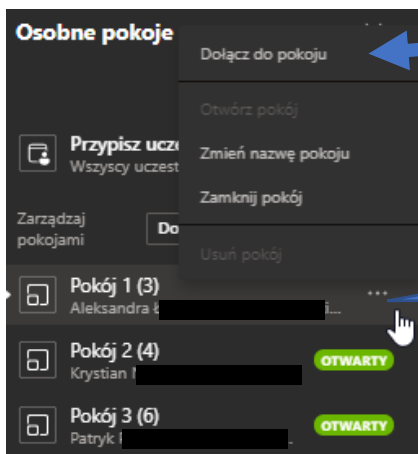 Osobne pokoje
Dołącz do pokoju
Otwórz pokój
Przypisz ucze
Wszyscy uczest
Zmień nazwę pokoju
Zamknij pokój
Zarządzaj
pokojami
Do
Usuń pokój
Pokój 1 (3)
Aleksandra i...
Pokój 2 (4)
Krystian
OTWARTY
Pokój 3 (6)
Patryk
OTWARTY